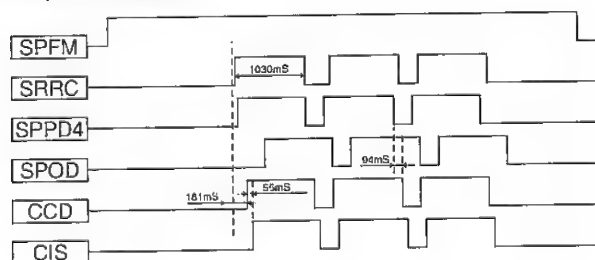 SPFM
SRRC
1030mS
SPPD4
SPOD
94mS
CCD
181mS
55mS
CIS